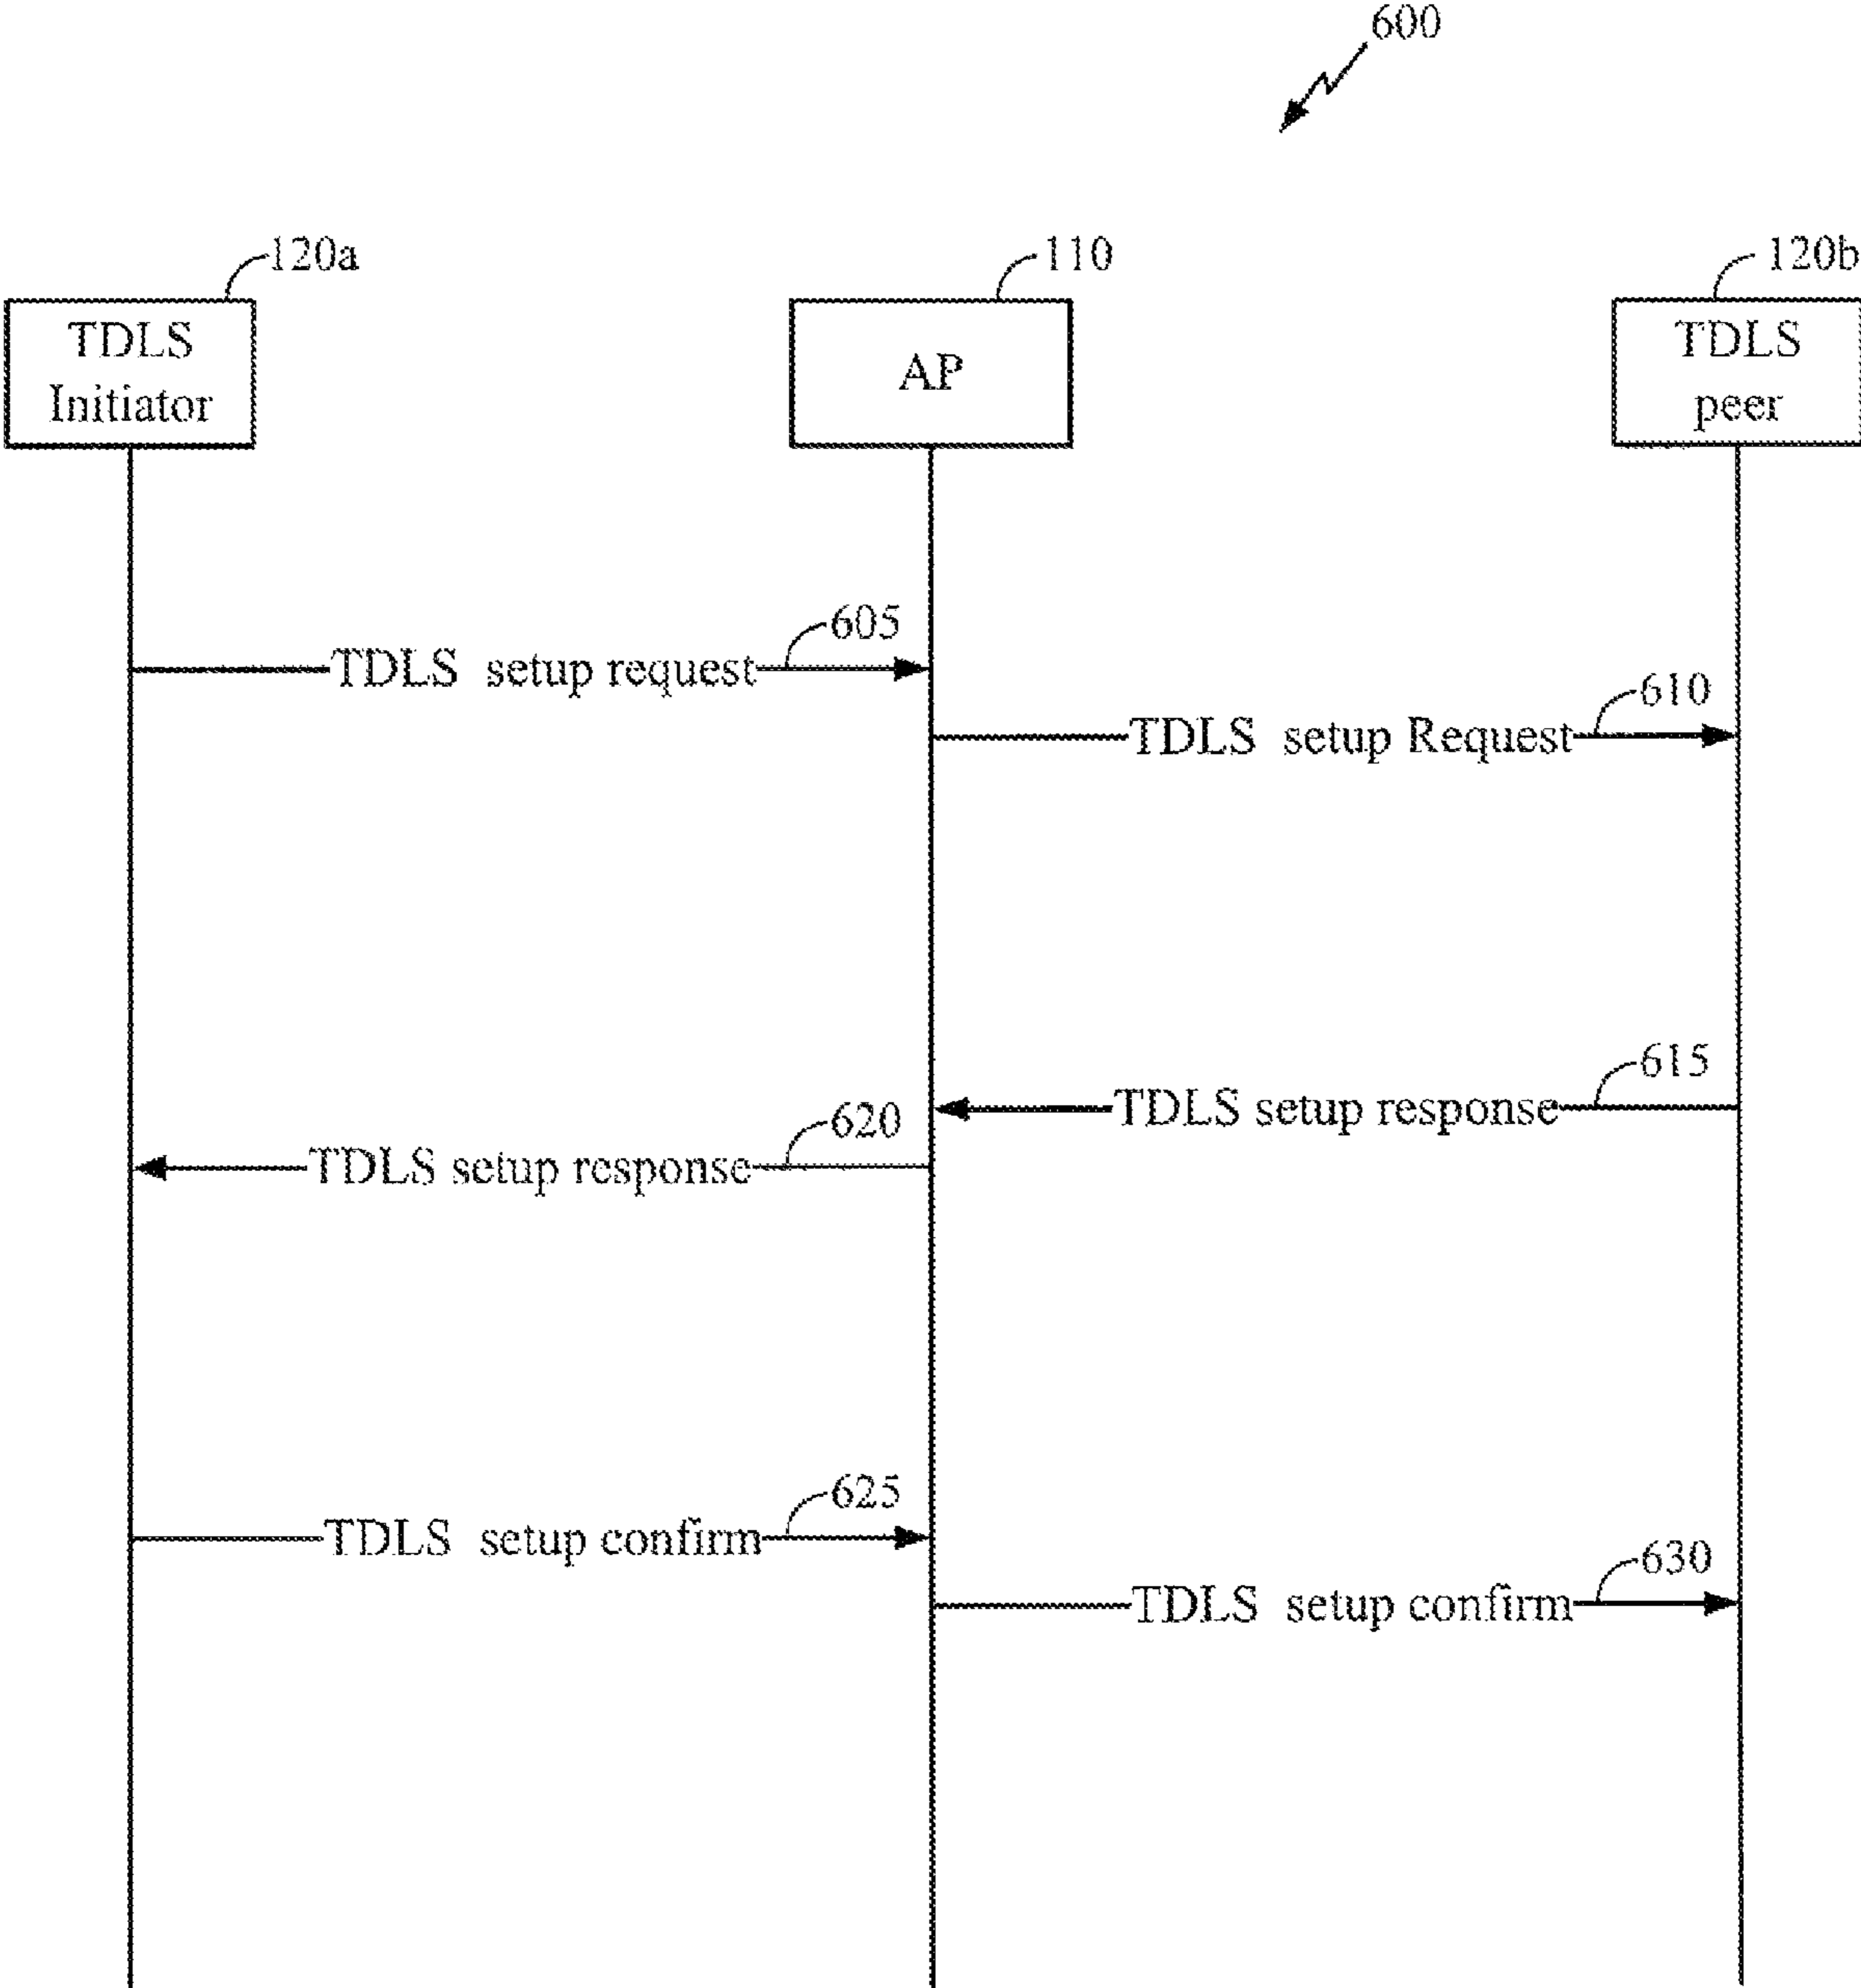 600
120a
110
120b
TDLS
Initiator
AP
TDLS
peer
605
TDLS setup request
610
TDLS setup Request
615
TDLS setup response
620
TDLS setup response
625
TDLS setup confirm
630
TDLS setup confirm